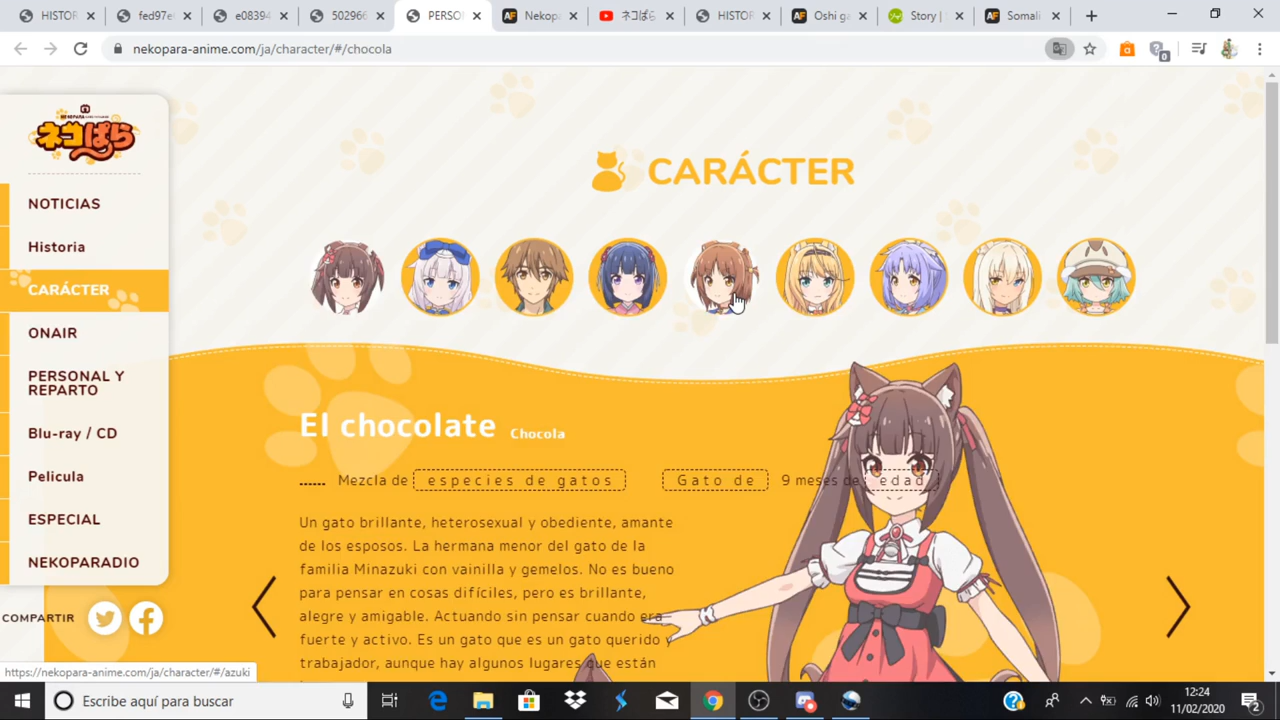 HISTOR
fed97e
e08394
502966
PERSO
Nekop
ネコぱ
HISTOR
Oshi ga
Story |
Somali
nekopara-anime.com/ja/character/#/chocola
ネコぱら
NOTICIAS
Historia
CARÁCTER
ONAIR
PERSONAL Y
REPARTO
Blu-ray / CD
Pelicula
ESPECIAL
NEKOPARADIO
COMPARTIR
CARÁCTER
El chocolate Chocola
Mezcla de especies de gatos Gato de 9 meses de edad
Un gato brillante, heterosexual y obediente, amante
de los esposos. La hermana menor del gato de la
familia Minazuki con vainilla y gemelos. No es bueno
para pensar en cosas difíciles, pero es brillante,
alegre y amigable. Actuando sin pensar cuando era
fuerte y activo. Es un gato que es un gato querido y
trabajador, aunque hay algunos lugares que están
https://nekopara-anime.com/ja/character/#/azuki
Escribe aquí para buscar
12:24
11/02/2020
2